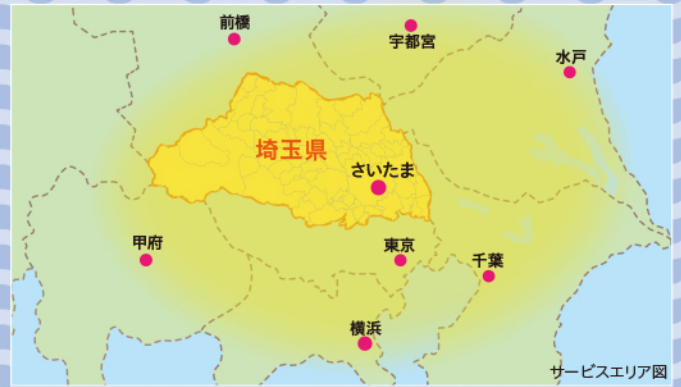 前橋
宇都宮
水戸
埼玉県
さいたま
甲府
東京
千葉
横浜
サービスエリア図